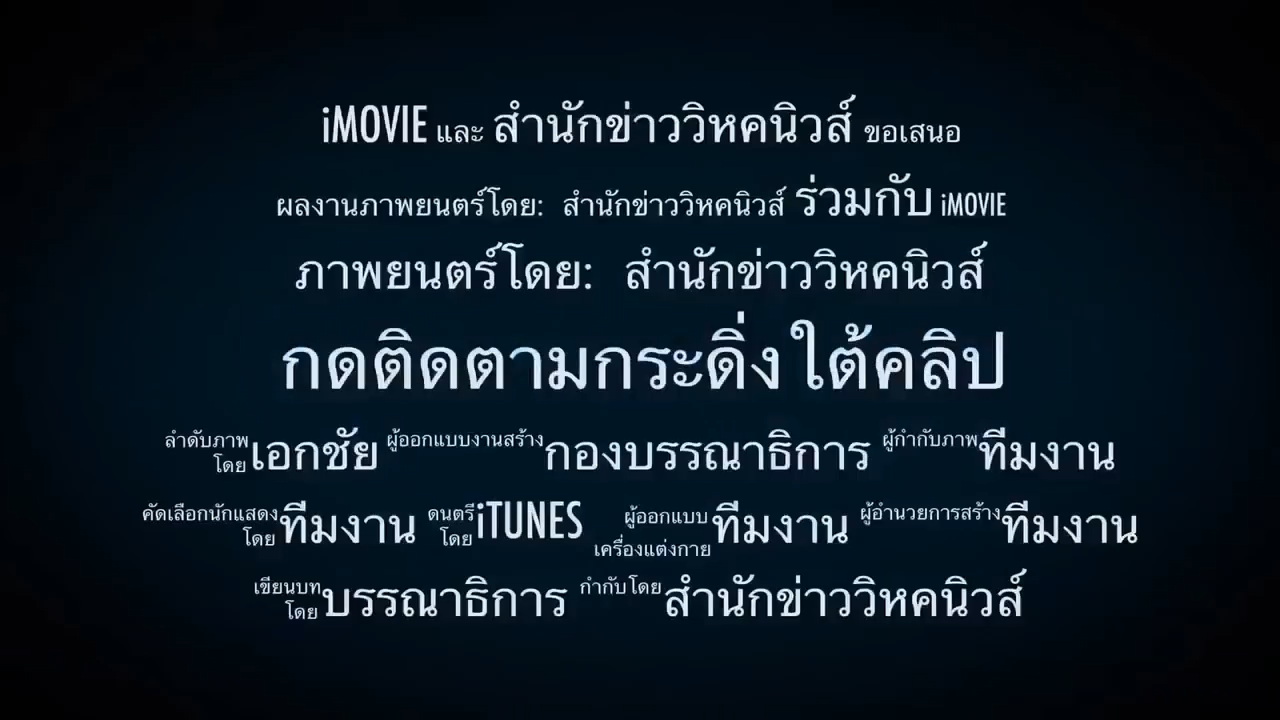 iMOVIE และ สำนักข่าววิหคนิวส์ ขอเสนอ
ผลงานภาพยนตร์โดย: สำนักข่าววิหคนิวส์ ร่วมกับ iMOVIE
ภาพยนตร์โดย: สำนักข่าววิหคนิวส์
กดติดตามกระดิ่ง ใต้คลิป
ลำดับภาพโดย เอกชัย ผู้ออกแบบงานสร้าง กองบรรณาธิการ ผู้กำกับภาพ ทีมงาน
คัดเลือกนักแสดงโดย ทีมงาน ดนตรีโดย iTUNES ผู้ออกแบบเครื่องแต่งกาย ทีมงาน ผู้อำนวยการสร้าง ทีมงาน
เขียนบทโดย บรรณาธิการ กำกับโดย สำนักข่าววิหคนิวส์